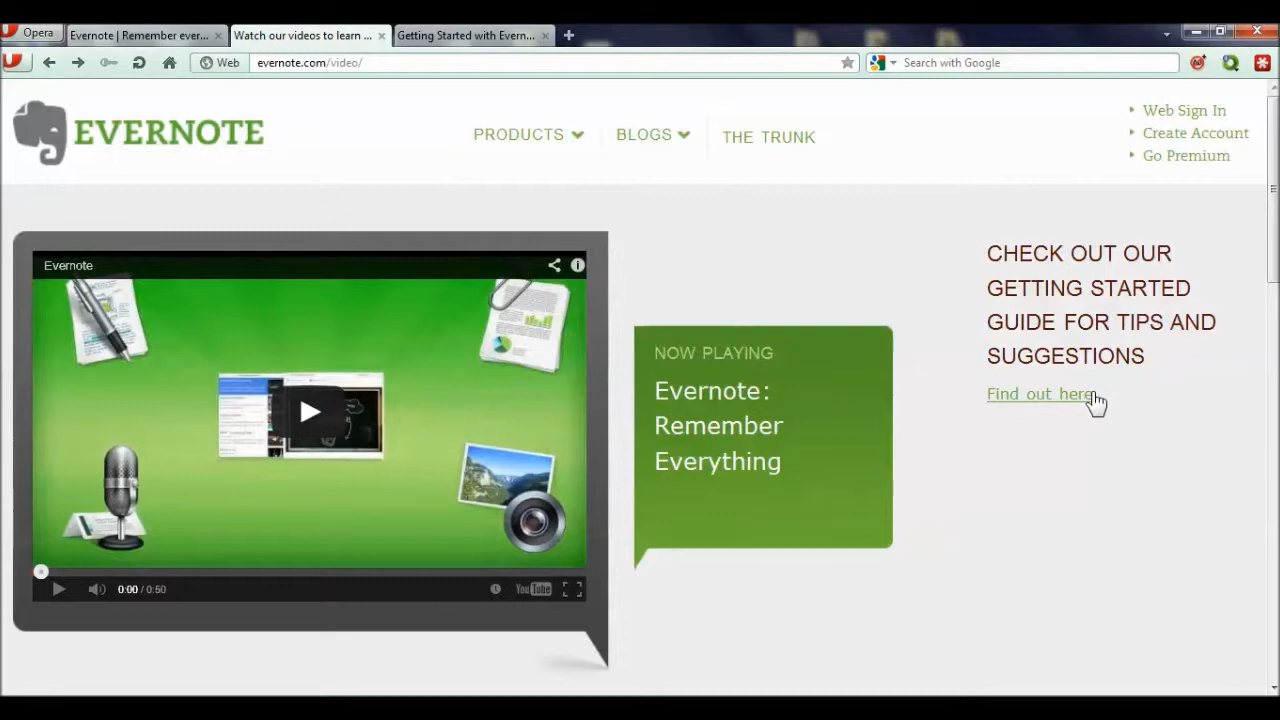 Opera
Evernote | Remember ever...
Watch our videos to learn ...
Getting Started with Evern...
Web
evernote.com/video/
Search with Google
EVERNOTE
PRODUCTS
BLOGS
THE TRUNK
Web Sign In
Create Account
Go Premium
Evernote
NOW PLAYING
Evernote:
Remember
Everything
CHECK OUT OUR
GETTING STARTED
GUIDE FOR TIPS AND
SUGGESTIONS
Find out here
0:00 / 0:50
YouTube